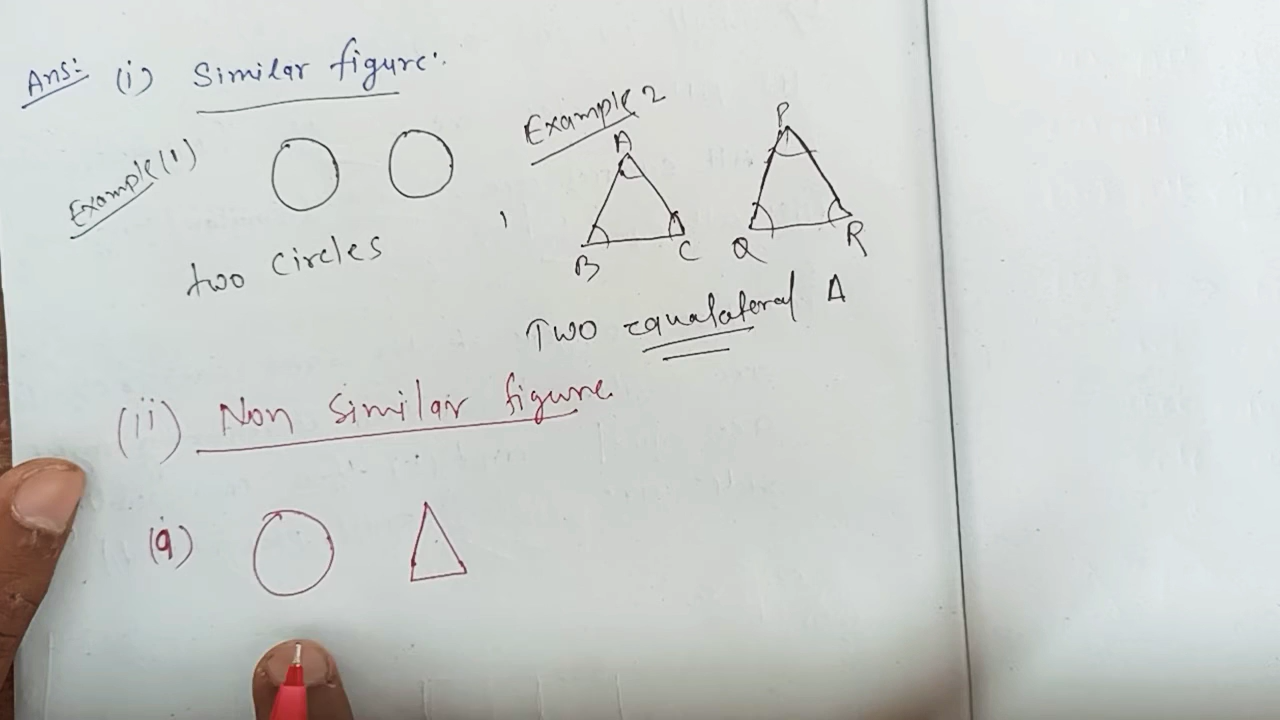 Ans: (i) Similar figure:
Example (1)
two circles
Example 2
A
B C
P
Q R
Two equalateral Δ
(ii) Non Similar figure.
(a)